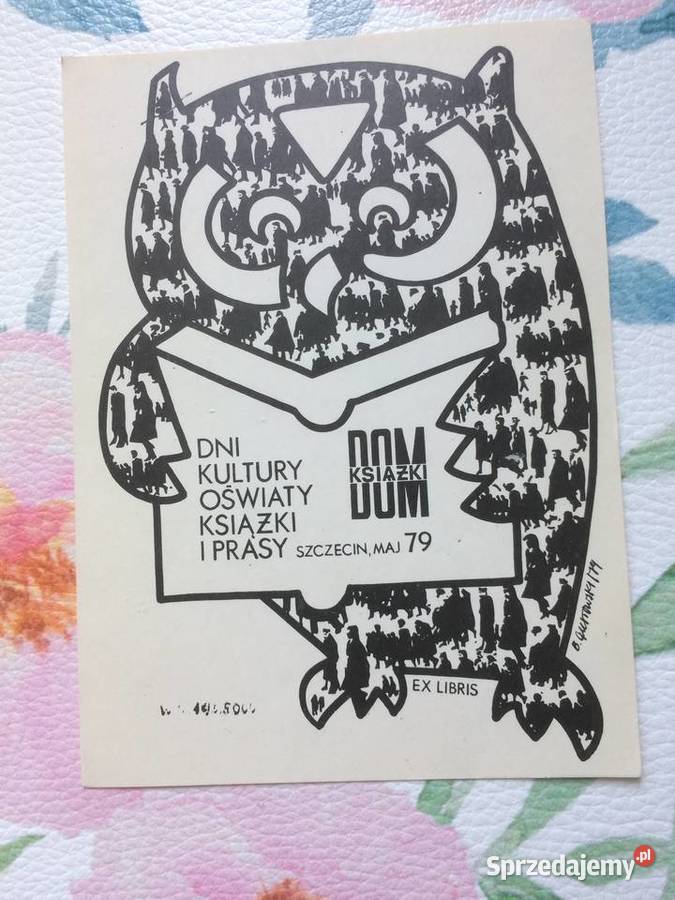 DNI
KULTURY
OŚWIATY
KSIĄŻKI
I PRASY SZCZECIN, MAJ 79
DOM
KSIĄŻKI
DOM
EX LIBRIS
Sprzedajemy.pl